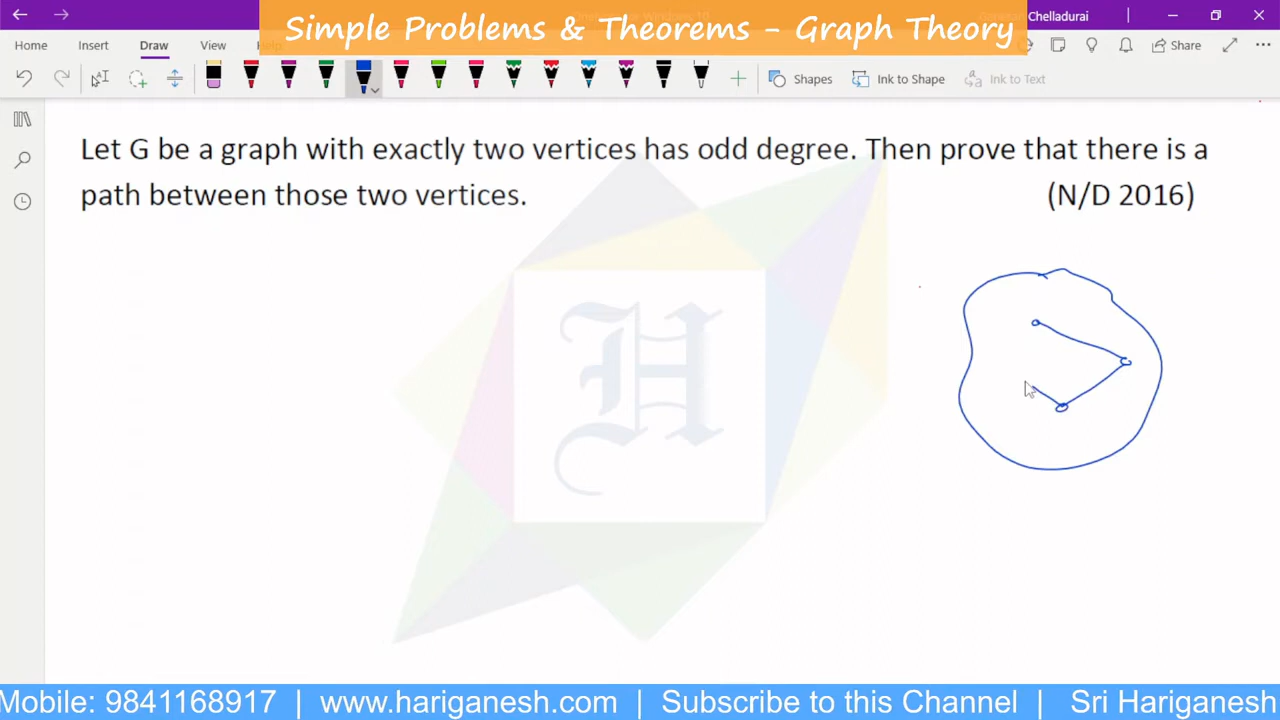 Simple Problems & Theorems - Graph Theory
Chelladurai
Home Insert Draw View
Share
Shapes Ink to Shape Ink to Text
Let G be a graph with exactly two vertices has odd degree. Then prove that there is a
path between those two vertices. (N/D 2016)
H
Mobile: 9841168917 | www.hariganesh.com | Subscribe to this Channel | Sri Hariganesh